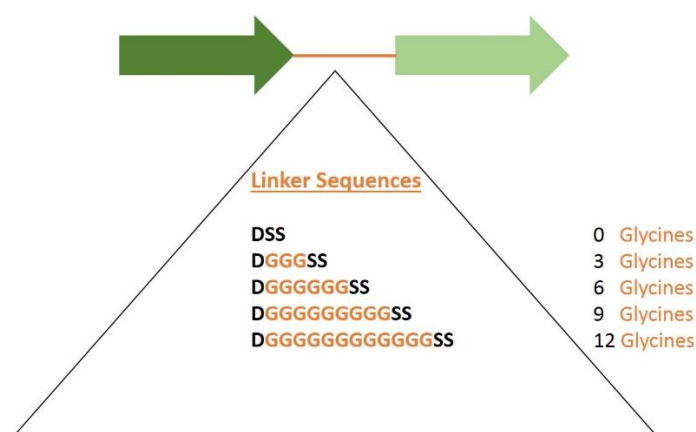 Linker Sequences
DSS 0 Glycines
DGGGSS 3 Glycines
DGGGGGGSS 6 Glycines
DGGGGGGGGGSS 9 Glycines
DGGGGGGGGGGGGSS 12 Glycines